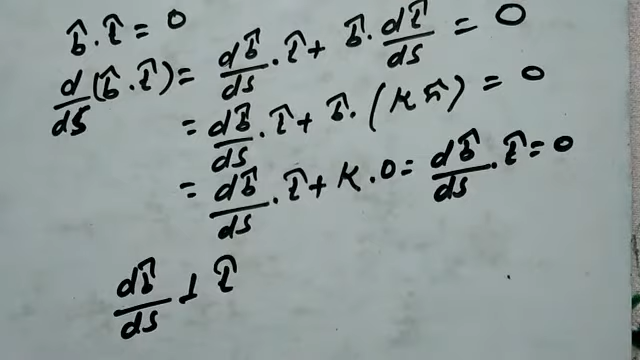 b̂ . t̂ = 0
d/ds (b̂ . t̂) = db̂/ds . t̂ + b̂ . dt̂/ds = 0
= db̂/ds . t̂ + b̂ . (K n̂) = 0
= db̂/ds . t̂ + K . 0 = db̂/ds . t̂ = 0
db̂/ds ⊥ t̂